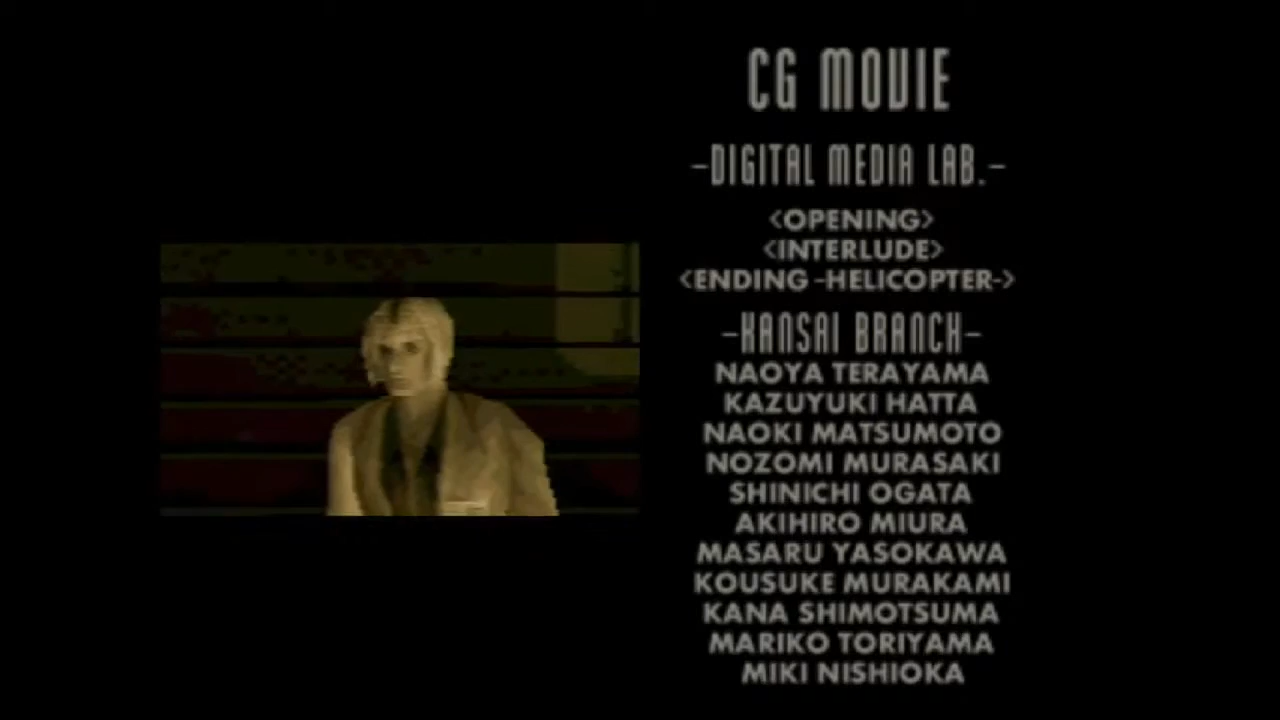 CG MOVIE
-DIGITAL MEDIA LAB.-
<OPENING>
<INTERLUDE>
<ENDING -HELICOPTER->
-KANSAI BRANCH-
NAOYA TERAYAMA
KAZUYUKI HATTA
NAOKI MATSUMOTO
NOZOMI MURASAKI
SHINICHI OGATA
AKIHIRO MIURA
MASARU YASOKAWA
KOUSUKE MURAKAMI
KANA SHIMOTSUMA
MARIKO TORIYAMA
MIKI NISHIOKA